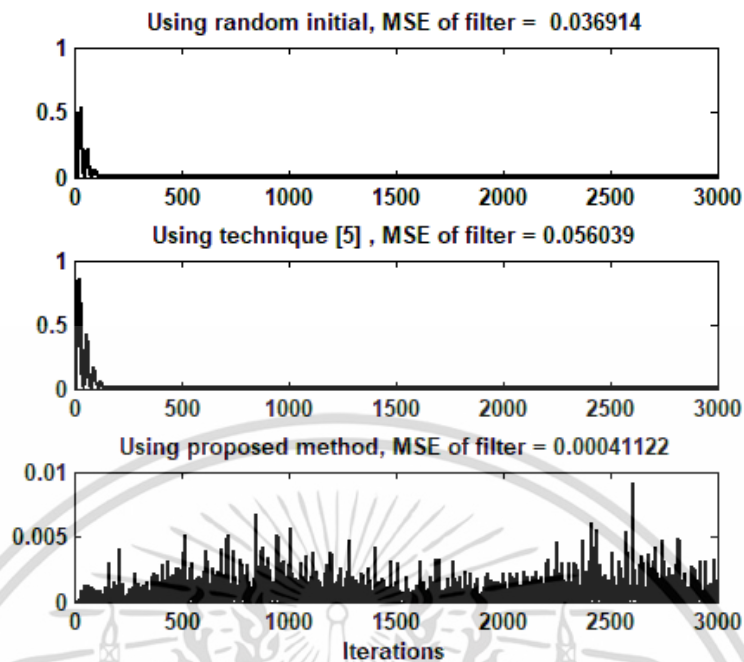 Using random initial, MSE of filter = 0.036914
1
0.5
0
0 500 1000 1500 2000 2500 3000
Using technique [5] , MSE of filter = 0.056039
1
0.5
0
0 500 1000 1500 2000 2500 3000
Using proposed method, MSE of filter = 0.00041122
0.01
0.005
0
0 500 1000 1500 2000 2500 3000
Iterations